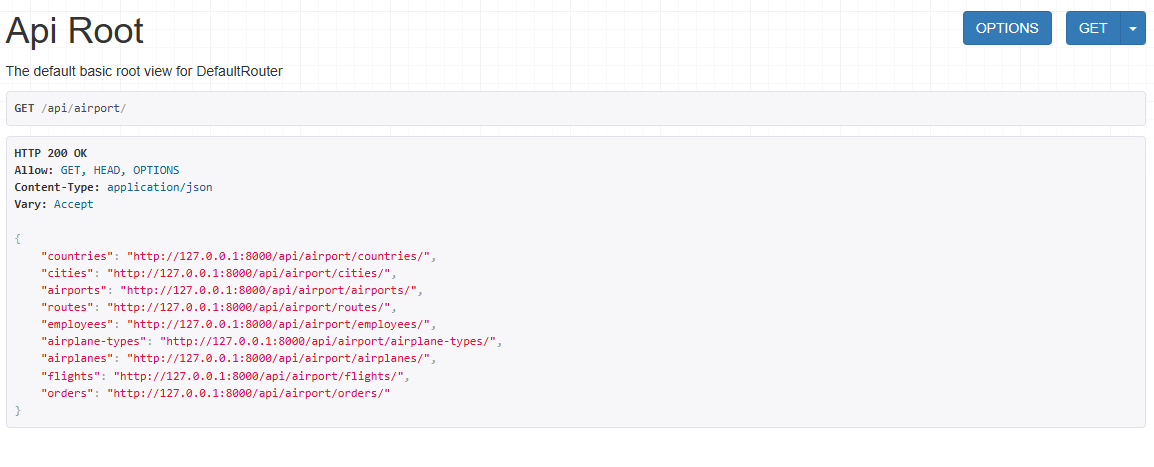 Api Root
OPTIONS
GET
The default basic root view for DefaultRouter
GET /api/airport/
HTTP 200 OK
Allow: GET, HEAD, OPTIONS
Content-Type: application/json
Vary: Accept
{
    "countries": "http://127.0.0.1:8000/api/airport/countries/",
    "cities": "http://127.0.0.1:8000/api/airport/cities/",
    "airports": "http://127.0.0.1:8000/api/airport/airports/",
    "routes": "http://127.0.0.1:8000/api/airport/routes/",
    "employees": "http://127.0.0.1:8000/api/airport/employees/",
    "airplane-types": "http://127.0.0.1:8000/api/airport/airplane-types/",
    "airplanes": "http://127.0.0.1:8000/api/airport/airplanes/",
    "flights": "http://127.0.0.1:8000/api/airport/flights/",
    "orders": "http://127.0.0.1:8000/api/airport/orders/"
}